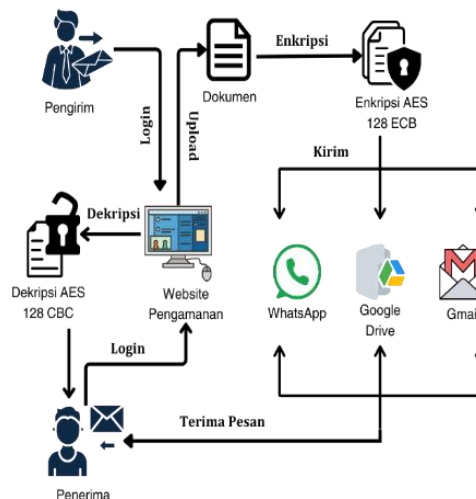 Enkripsi
Pengirim
Dokumen
Enkripsi AES
128 ECB
Login
Upload
Kirim
Dekripsi
Dekripsi AES
128 CBC
Website
Pengamanan
WhatsApp
Google
Drive
Gmai
Login
Terima Pesan
Penerima